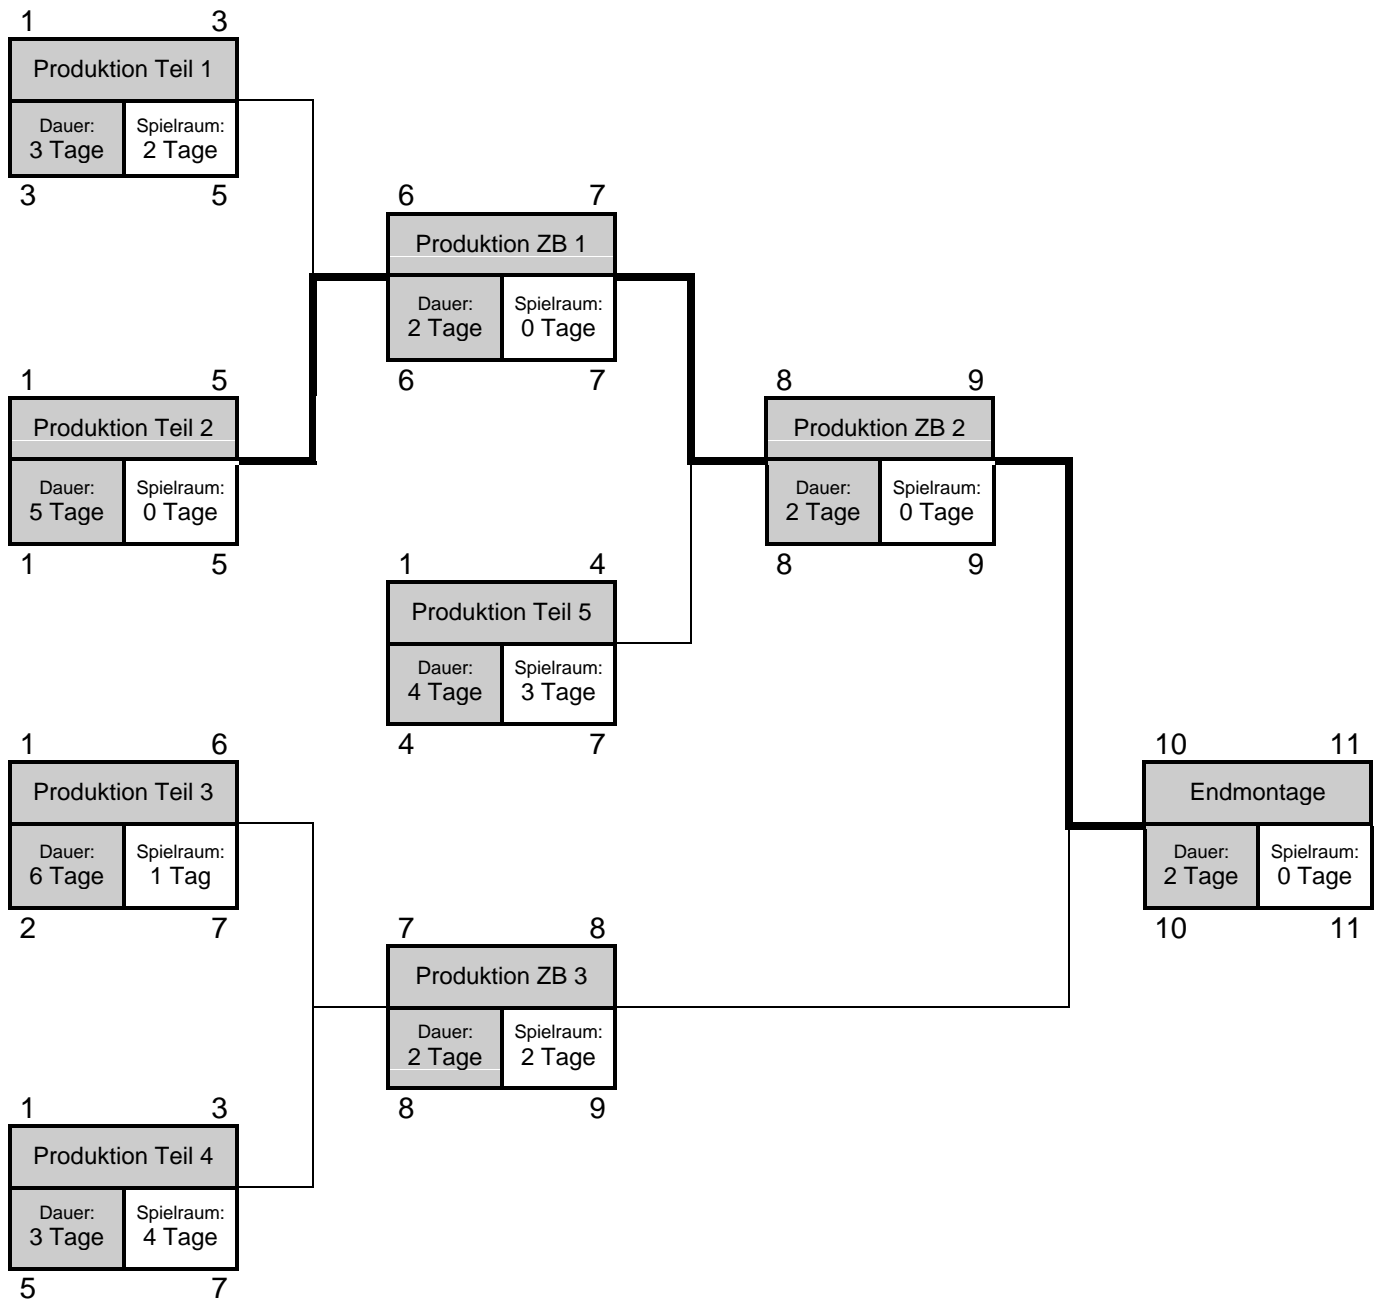 1 3
Produktion Teil 1
Dauer: Spielraum:
3 Tage 2 Tage
3 5
6 7
Produktion ZB 1
Dauer: Spielraum:
2 Tage 0 Tage
6 7
1 5
Produktion Teil 2
Dauer: Spielraum:
5 Tage 0 Tage
1 5
8 9
Produktion ZB 2
Dauer: Spielraum:
2 Tage 0 Tage
8 9
1 4
Produktion Teil 5
Dauer: Spielraum:
4 Tage 3 Tage
4 7
1 6
Produktion Teil 3
Dauer: Spielraum:
6 Tage 1 Tag
2 7
10 11
Endmontage
Dauer: Spielraum:
2 Tage 0 Tage
10 11
7 8
Produktion ZB 3
Dauer: Spielraum:
2 Tage 2 Tage
8 9
1 3
Produktion Teil 4
Dauer: Spielraum:
3 Tage 4 Tage
5 7